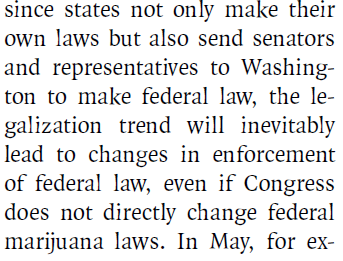 since states not only make their
own laws but also send senators
and representatives to Washing-
ton to make federal law, the le-
galization trend will inevitably
lead to changes in enforcement
of federal law, even if Congress
does not directly change federal
marijuana laws. In May, for ex-